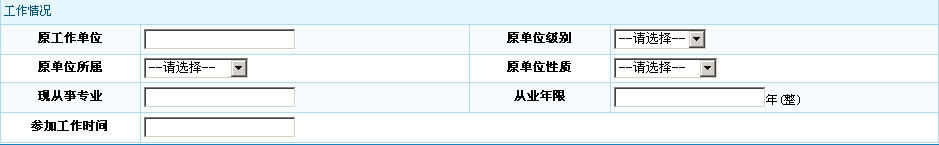 工作情况
原工作单位 原单位级别 --请选择--
原单位所属 --请选择-- 原单位性质 --请选择--
现从事专业 从业年限 年(整)
参加工作时间